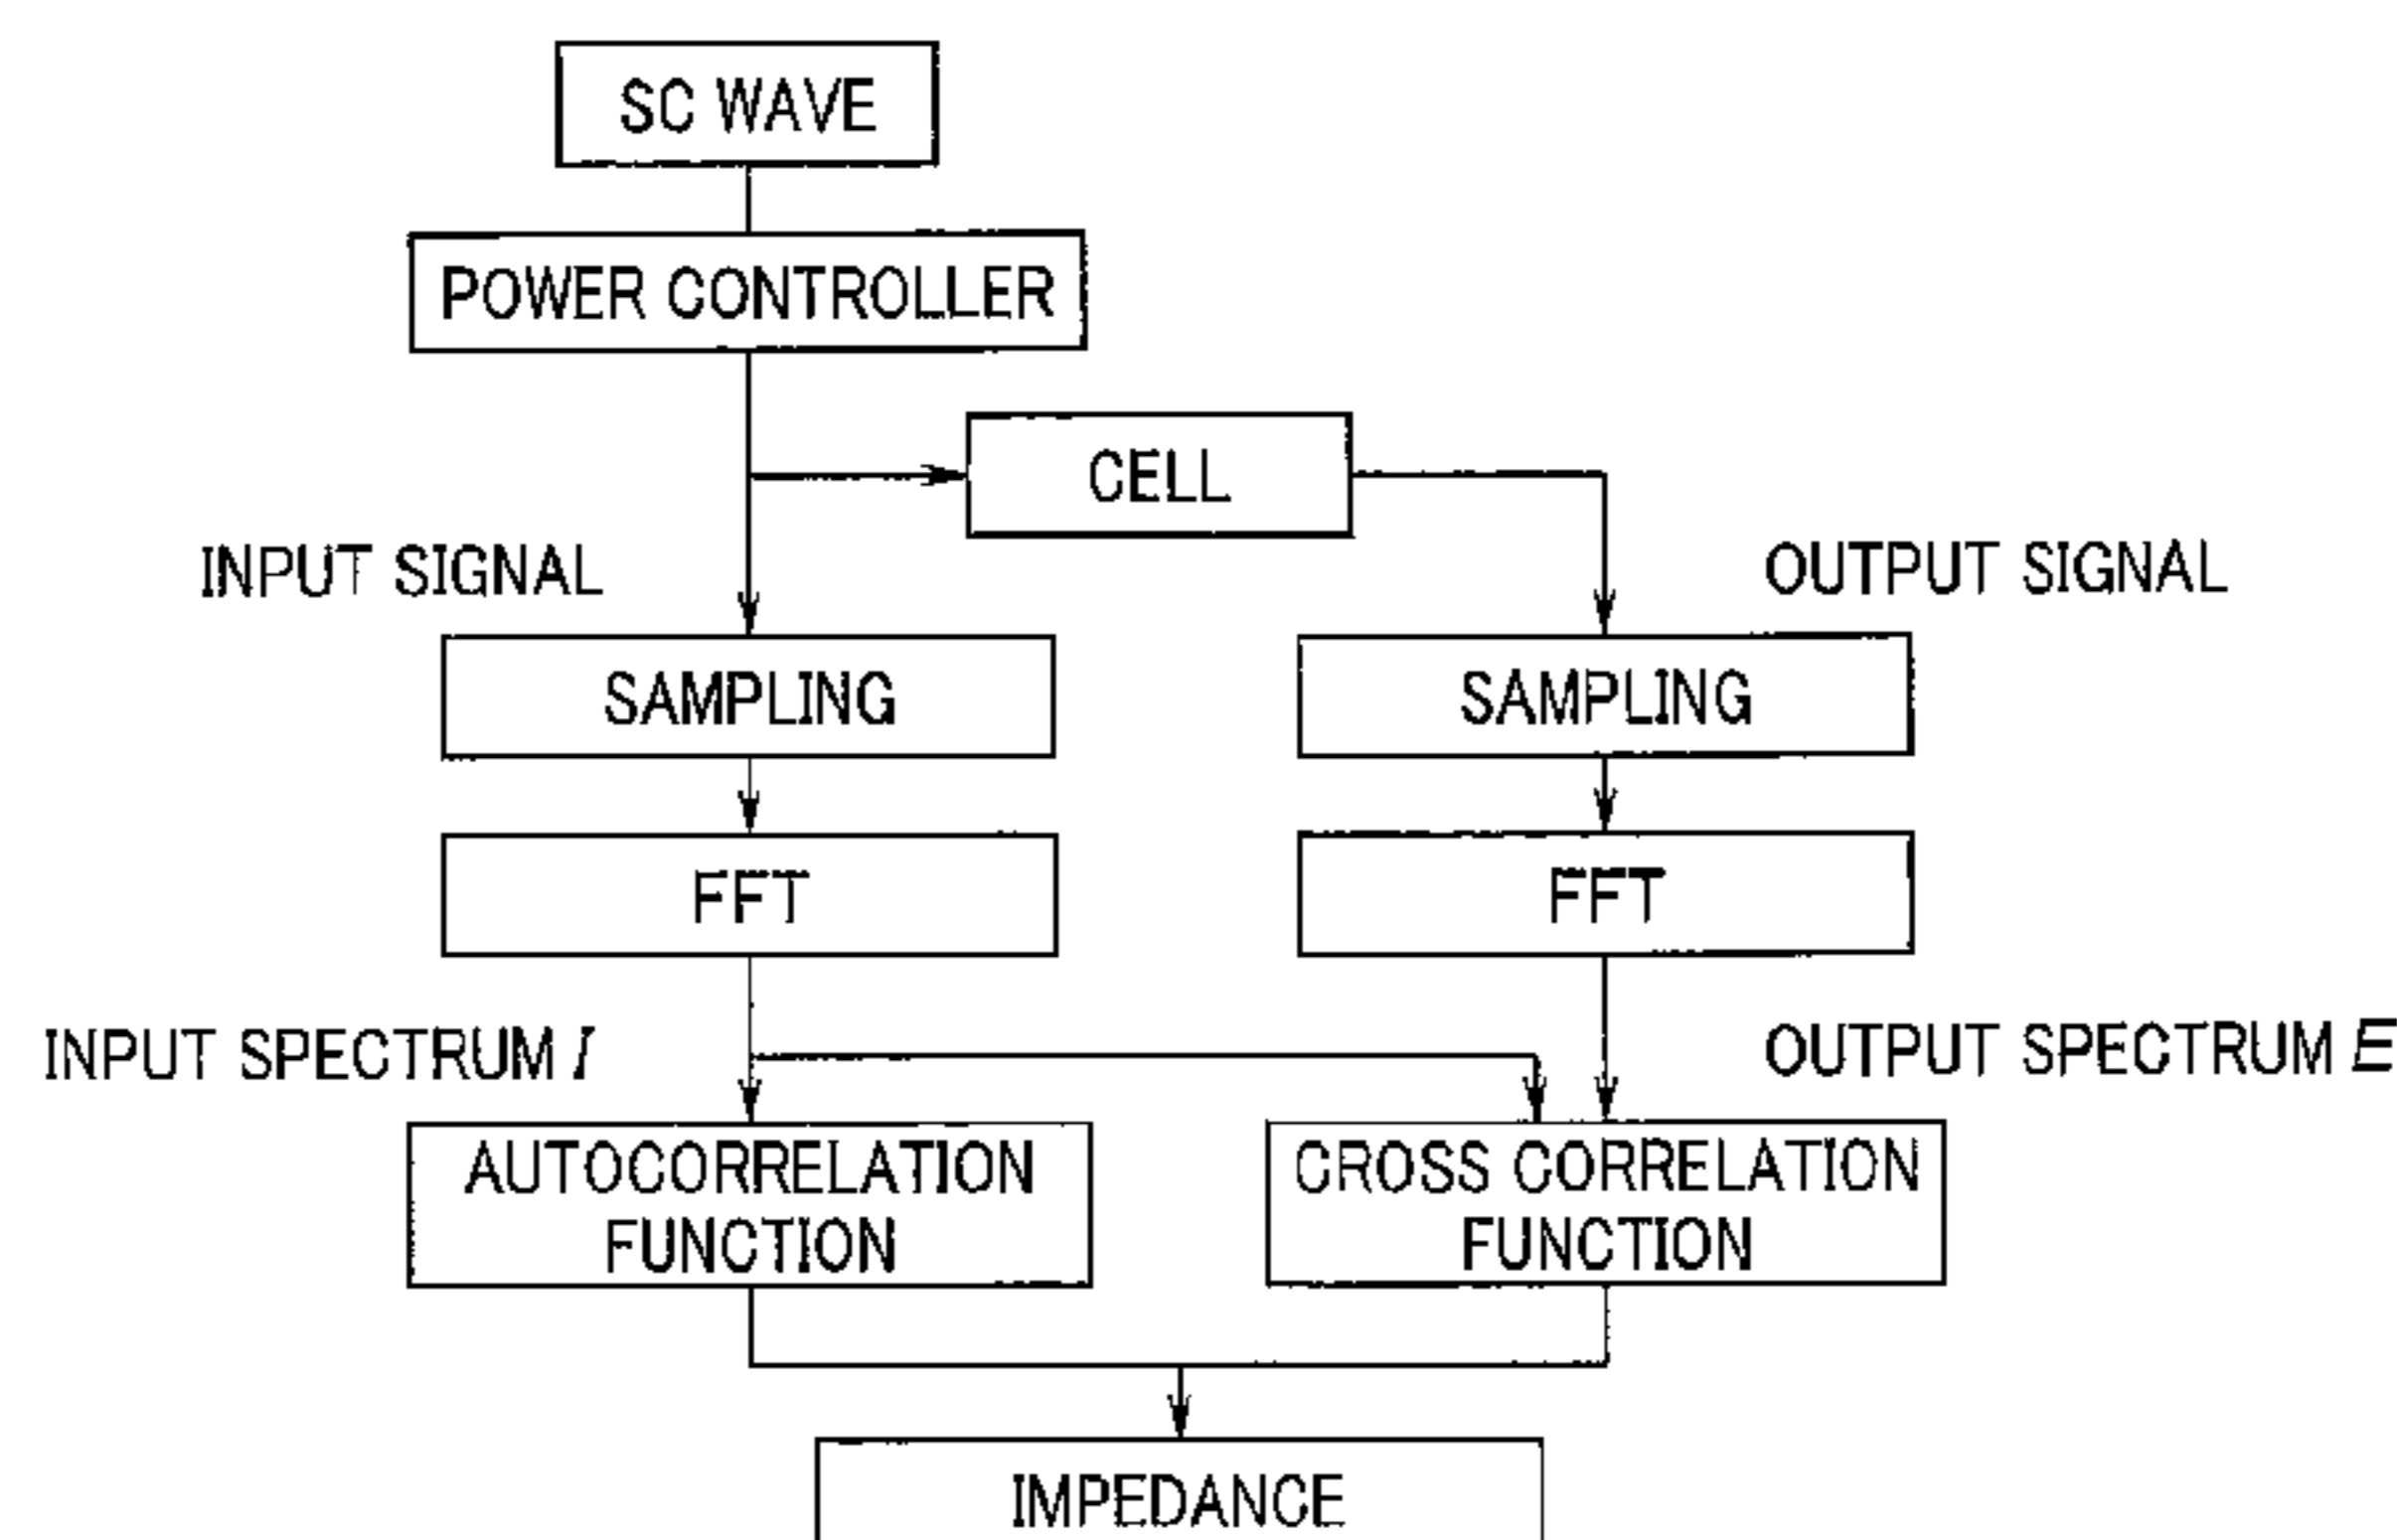 SC WAVE
POWER CONTROLLER
CELL
INPUT SIGNAL
OUTPUT SIGNAL
SAMPLING
SAMPLING
FFT
FFT
INPUT SPECTRUM I
OUTPUT SPECTRUM E
AUTOCORRELATION
FUNCTION
CROSS CORRELATION
FUNCTION
IMPEDANCE